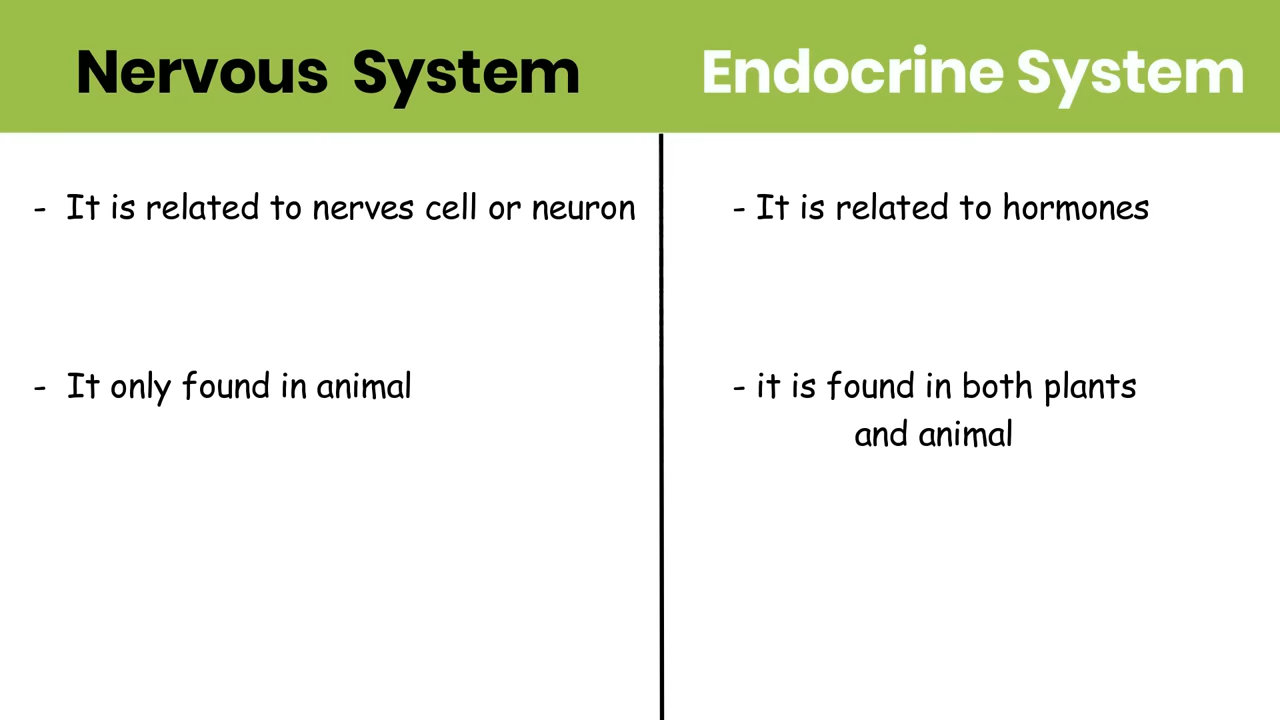 Nervous System
Endocrine System
- It is related to nerves cell or neuron
- It is related to hormones
- It only found in animal
- it is found in both plants
and animal